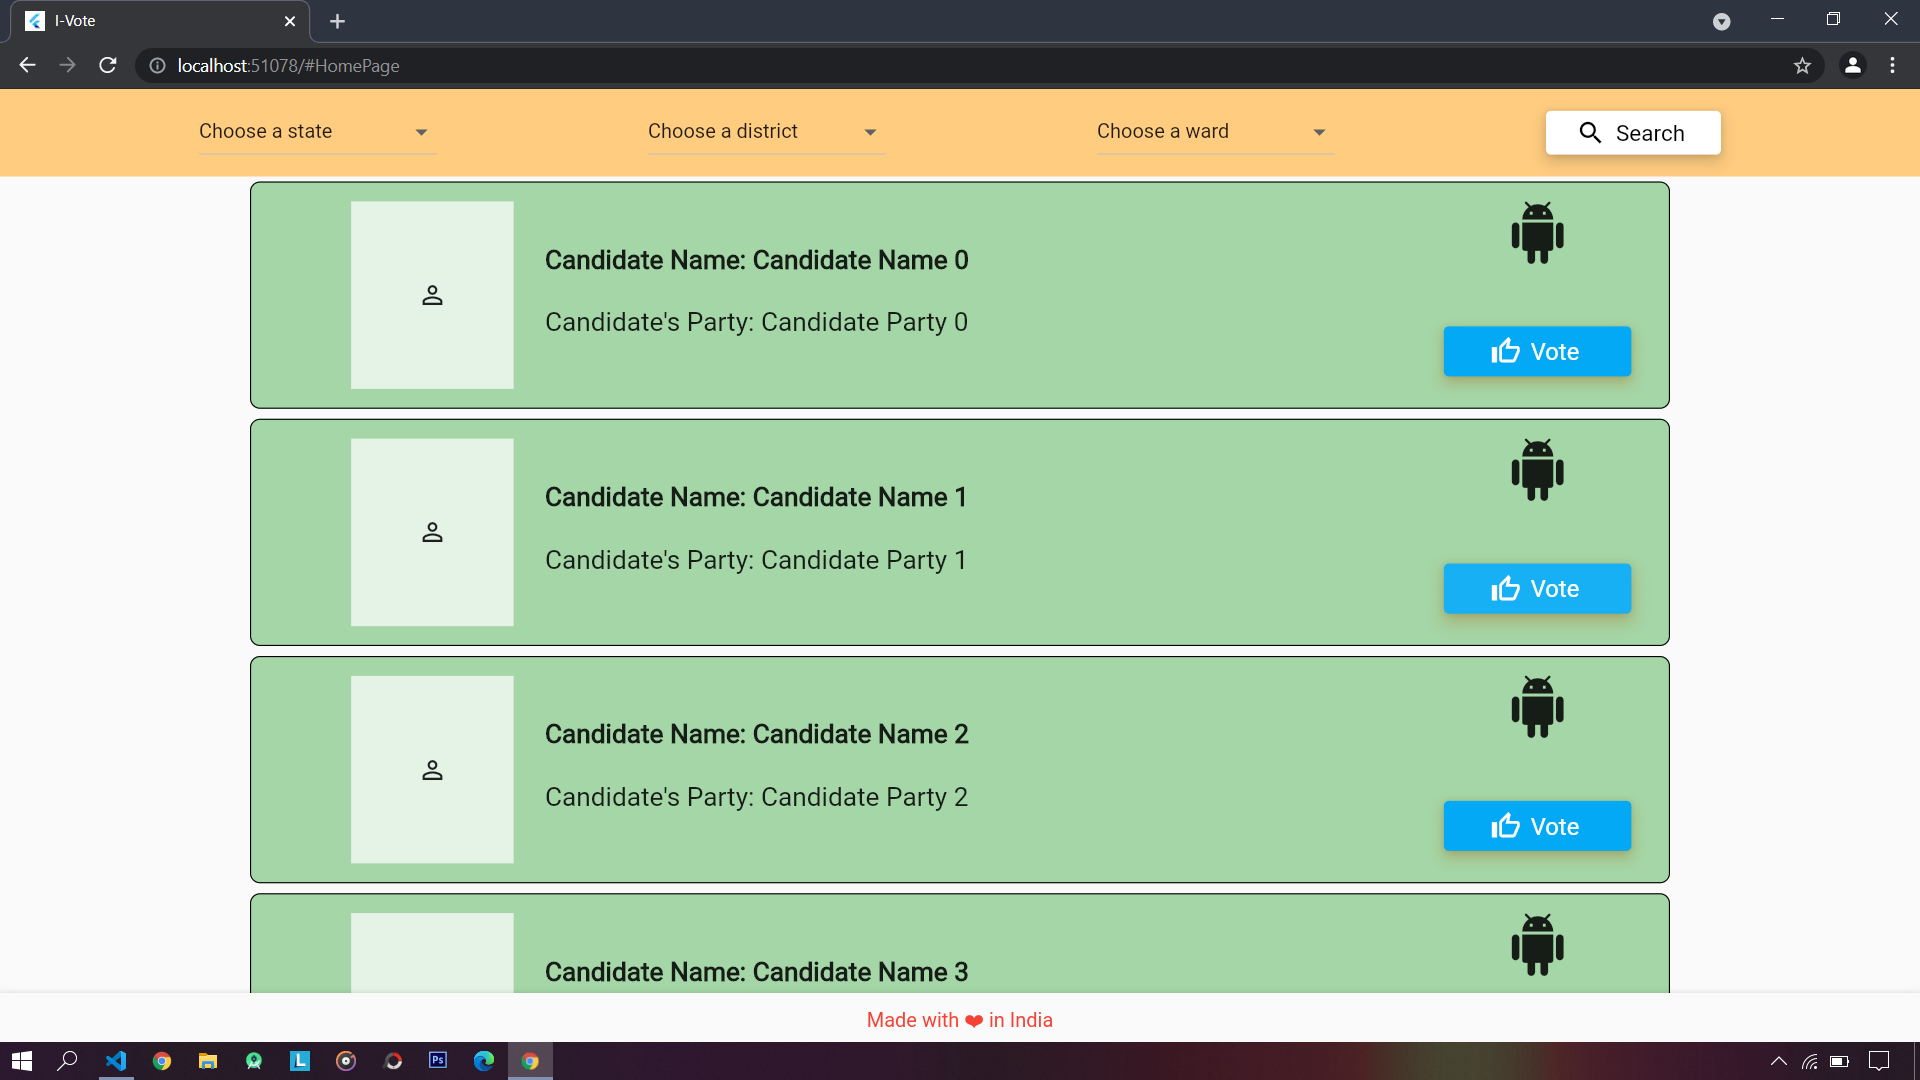 I-Vote
localhost:51078/#HomePage
Choose a state
Choose a district
Choose a ward
Search
Candidate Name: Candidate Name 0
Candidate's Party: Candidate Party 0
Vote
Candidate Name: Candidate Name 1
Candidate's Party: Candidate Party 1
Vote
Candidate Name: Candidate Name 2
Candidate's Party: Candidate Party 2
Vote
Candidate Name: Candidate Name 3
Made with ❤ in India
L
Ps